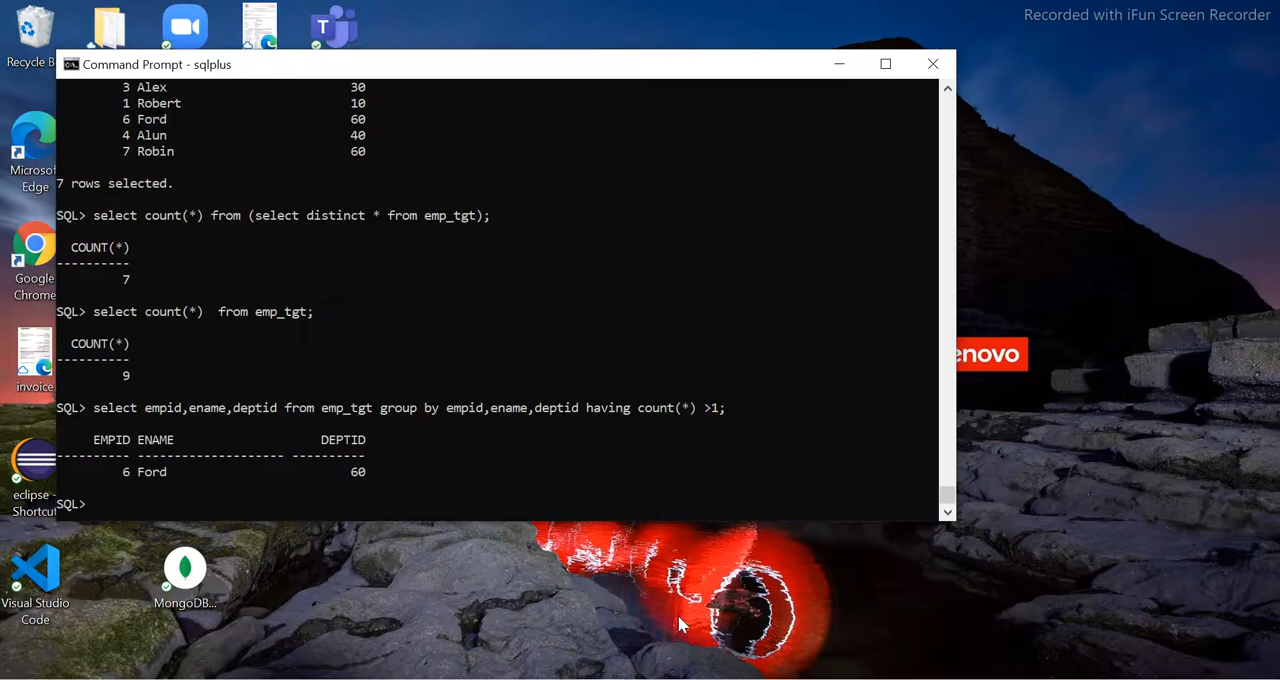 Recorded with iFun Screen Recorder
Recycle B
T
Command Prompt - sqlplus
3 Alex 30
1 Robert 10
6 Ford 60
4 Alun 40
7 Robin 60
7 rows selected.
SQL> select count(*) from (select distinct * from emp_tgt);
COUNT(*)
----------
7
SQL> select count(*)  from emp_tgt;
COUNT(*)
----------
9
SQL> select empid,ename,deptid from emp_tgt group by empid,ename,deptid having count(*) >1;
EMPID ENAME DEPTID
---------- -------------------- ----------
6 Ford 60
SQL>
Microsof
Edge
Google
Chrome
invoice
eclipse -
Shortcu
Visual Studio
Code
MongoDB...
enovo